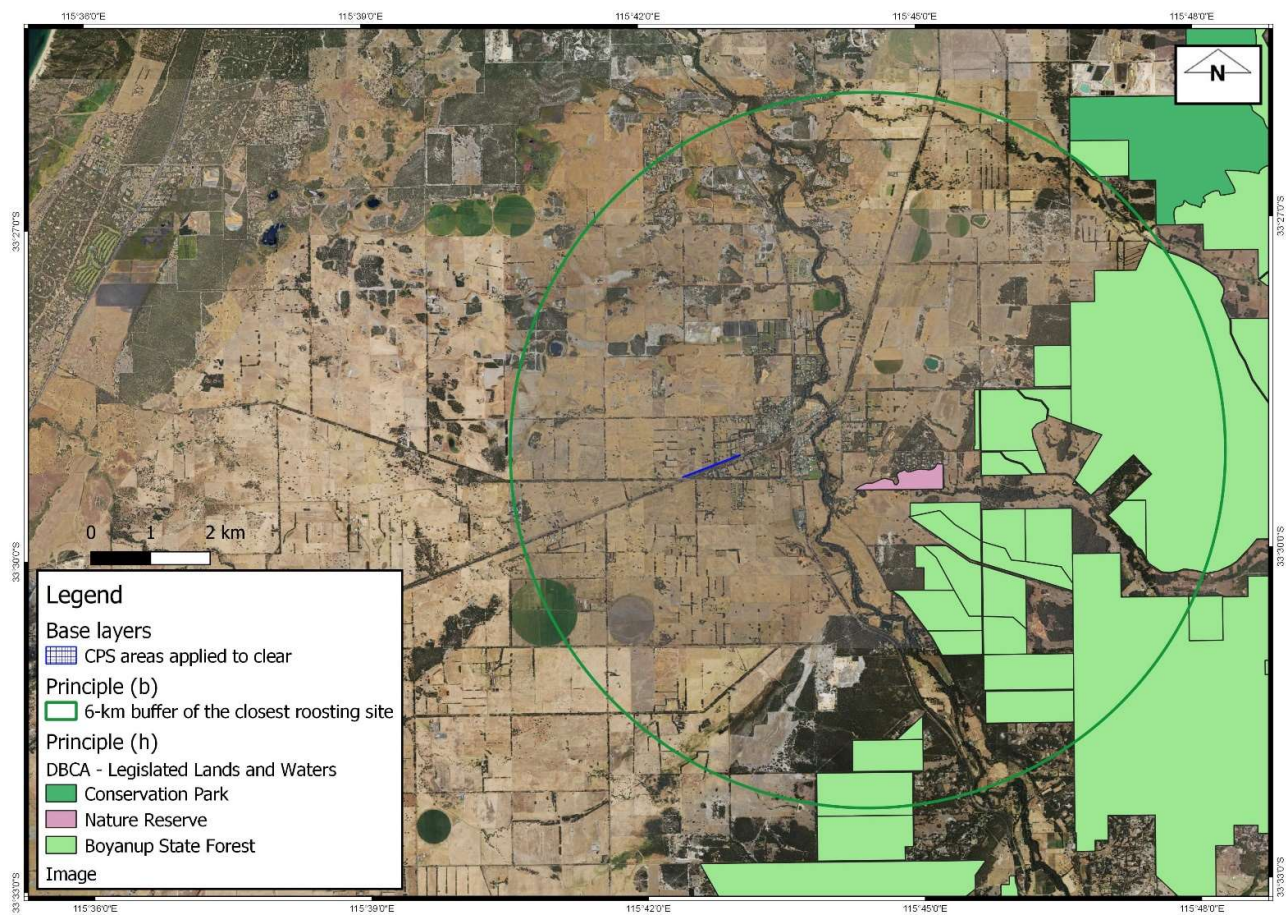 115°36'0"E 115°39'0"E 115°42'0"E 115°45'0"E 115°48'0"E
N
33°27'0"S 33°27'0"S
0 1 2 km
33°30'0"S 33°30'0"S
Legend
Base layers
CPS areas applied to clear
Principle (b)
6-km buffer of the closest roosting site
Principle (h)
DBCA - Legislated Lands and Waters
Conservation Park
Nature Reserve
Boyanup State Forest
Image
33°33'0"S 33°33'0"S
115°36'0"E 115°39'0"E 115°42'0"E 115°45'0"E 115°48'0"E